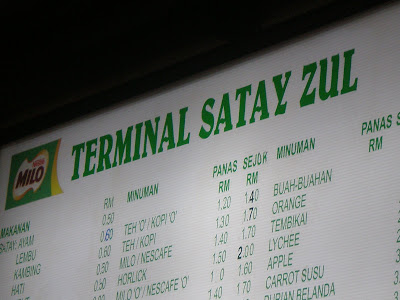 MILO
TERMINAL SATAY ZUL
MAKANAN
RM
SATAY: AYAM
0.50
LEMBU
0.60
KAMBING
0.60
HATI
0.50
0.50
MINUMAN
PANAS SEJUK
RM RM
TEH 'O' / KOPI 'O' 1.20 1.40
TEH / KOPI 1.30 1.70
MILO / NESCAFE 1.40 1.70
HORLICK 1.50 2.00
MILO 'O' / NESCAFE 'O' 1.60
1.40 1.70
MINUMAN
PANAS
RM
BUAH-BUAHAN
ORANGE
TEMBIKAI
LYCHEE
APPLE
CARROT SUSU
DURIAN BELANDA